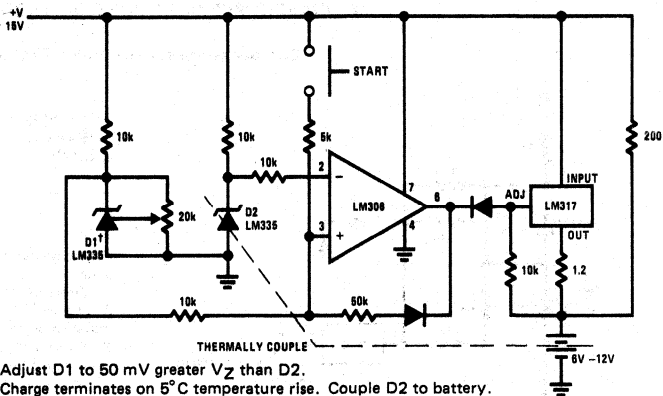 +V
15V
START
10k
10k
5k
200
10k
2
−
7
6
ADJ
INPUT
LM317
20k
D2
LM335
LM306
D1†
LM335
3
+
4
OUT
10k
1.2
10k
60k
THERMALLY COUPLE
6V –12V
Adjust D1 to 50 mV greater VZ than D2.
Charge terminates on 5°C temperature rise. Couple D2 to battery.